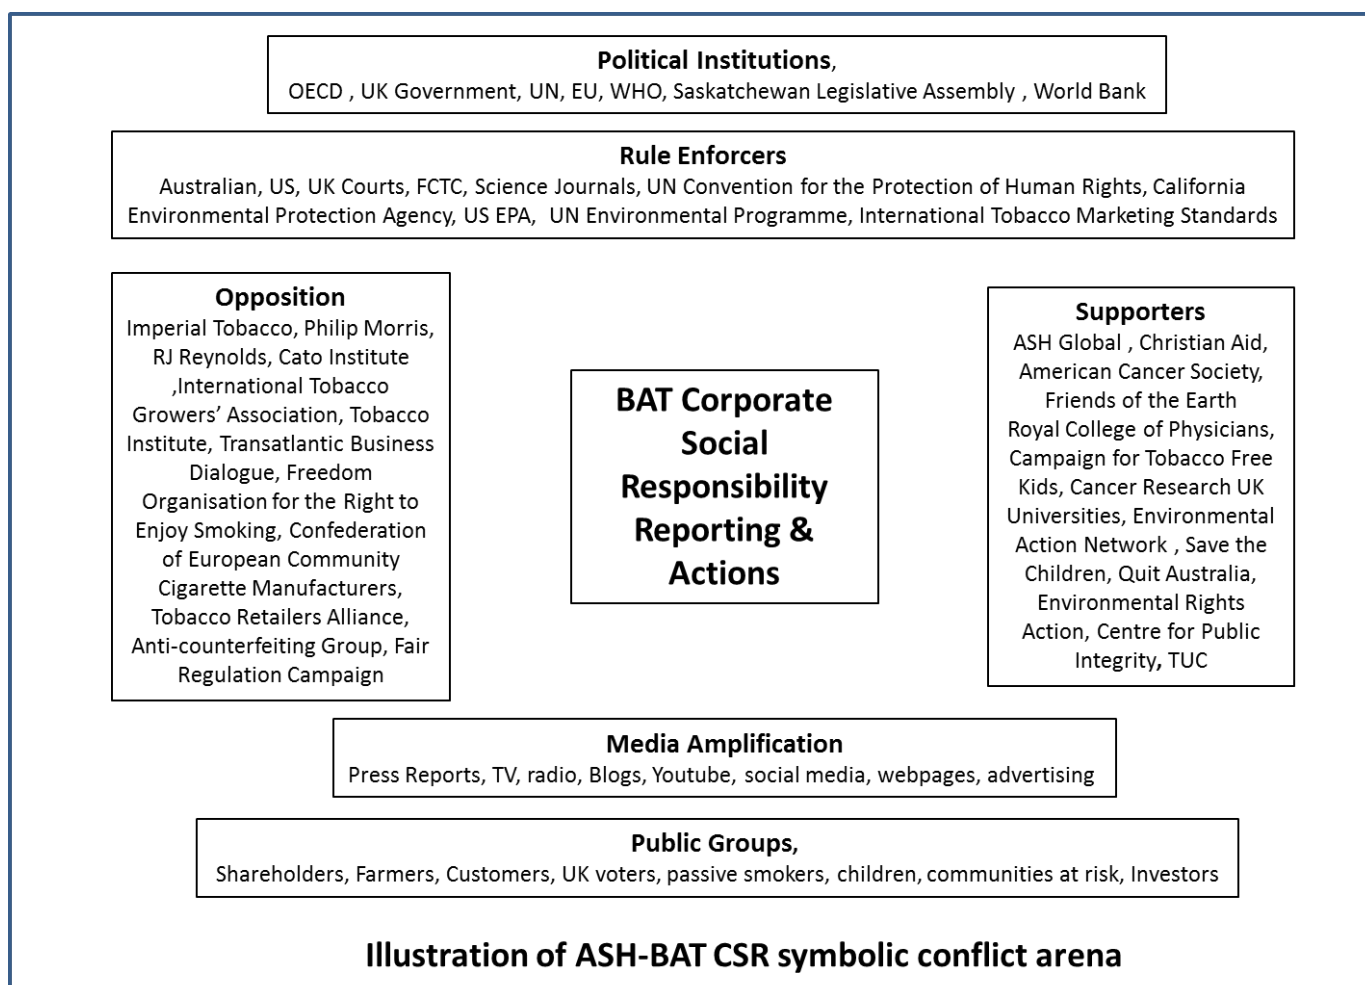 Political Institutions,
OECD , UK Government, UN, EU, WHO, Saskatchewan Legislative Assembly , World Bank
Rule Enforcers
Australian, US, UK Courts, FCTC, Science Journals, UN Convention for the Protection of Human Rights, California
Environmental Protection Agency, US EPA, UN Environmental Programme, International Tobacco Marketing Standards
Opposition
Imperial Tobacco, Philip Morris,
RJ Reynolds, Cato Institute
,International Tobacco
Growers’ Association, Tobacco
Institute, Transatlantic Business
Dialogue, Freedom
Organisation for the Right to
Enjoy Smoking, Confederation
of European Community
Cigarette Manufacturers,
Tobacco Retailers Alliance,
Anti-counterfeiting Group, Fair
Regulation Campaign
BAT Corporate
Social
Responsibility
Reporting &
Actions
Supporters
ASH Global , Christian Aid,
American Cancer Society,
Friends of the Earth
Royal College of Physicians,
Campaign for Tobacco Free
Kids, Cancer Research UK
Universities, Environmental
Action Network , Save the
Children, Quit Australia,
Environmental Rights
Action, Centre for Public
Integrity, TUC
Media Amplification
Press Reports, TV, radio, Blogs, Youtube, social media, webpages, advertising
Public Groups,
Shareholders, Farmers, Customers, UK voters, passive smokers, children, communities at risk, Investors
Illustration of ASH-BAT CSR symbolic conflict arena